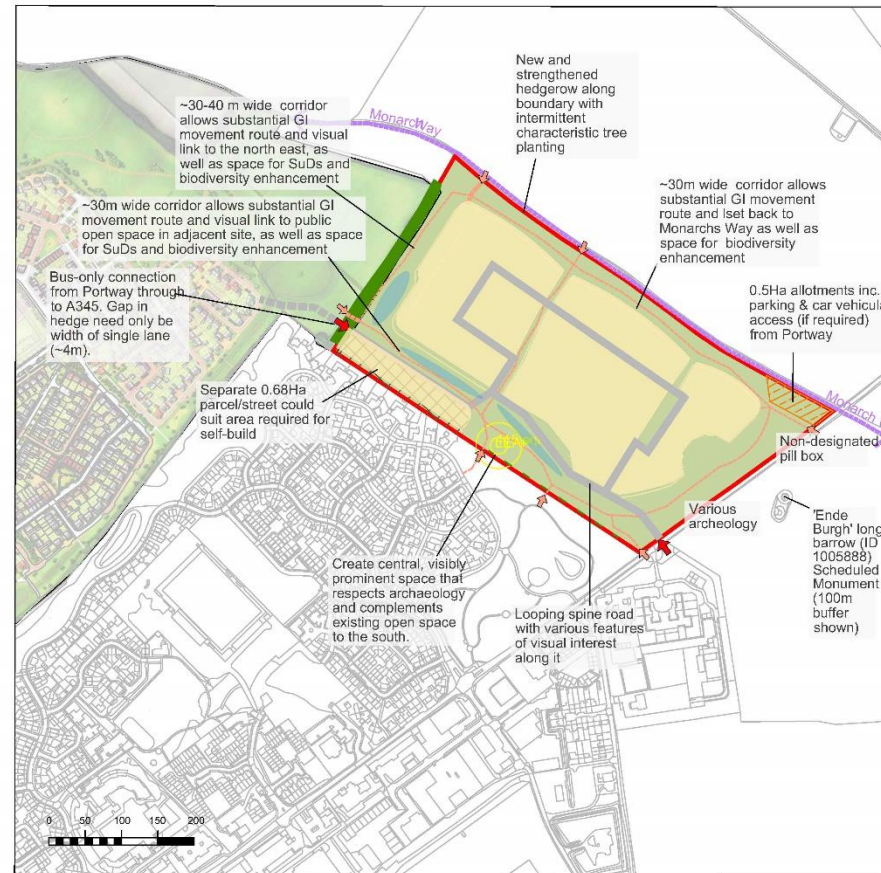 New and
strengthened
hedgerow along
boundary with
intermittent
characteristic tree
planting
~30-40 m wide corridor
allows substantial GI
movement route and visual
link to the north east, as
well as space for SuDs and
biodiversity enhancement
MonarchWay
~30m wide corridor allows substantial GI
movement route and visual link to public
open space in adjacent site, as well as space
for SuDs and biodiversity enhancement
~30m wide corridor allows
substantial GI movement
route and lset back to
Monarchs Way as well as
space for biodiversity
enhancement
Bus-only connection
from Portway through
to A345. Gap in
hedge need only be
width of single lane
(~4m).
0.5Ha allotments inc.
parking & car vehicula
access (if required)
from Portway
Separate 0.68Ha
parcel/street could
suit area required for
self-build
Monarch
Non-designated
pill box
Various
archeology
'Ende
Burgh' long
barrow (ID
1005888)
Scheduled
Monument
(100m
buffer
shown)
Create central, visibly
prominent space that
respects archaeology
and complements
existing open space
to the south.
Looping spine road
with various features
of visual interest
along it
0 50 100 150 200